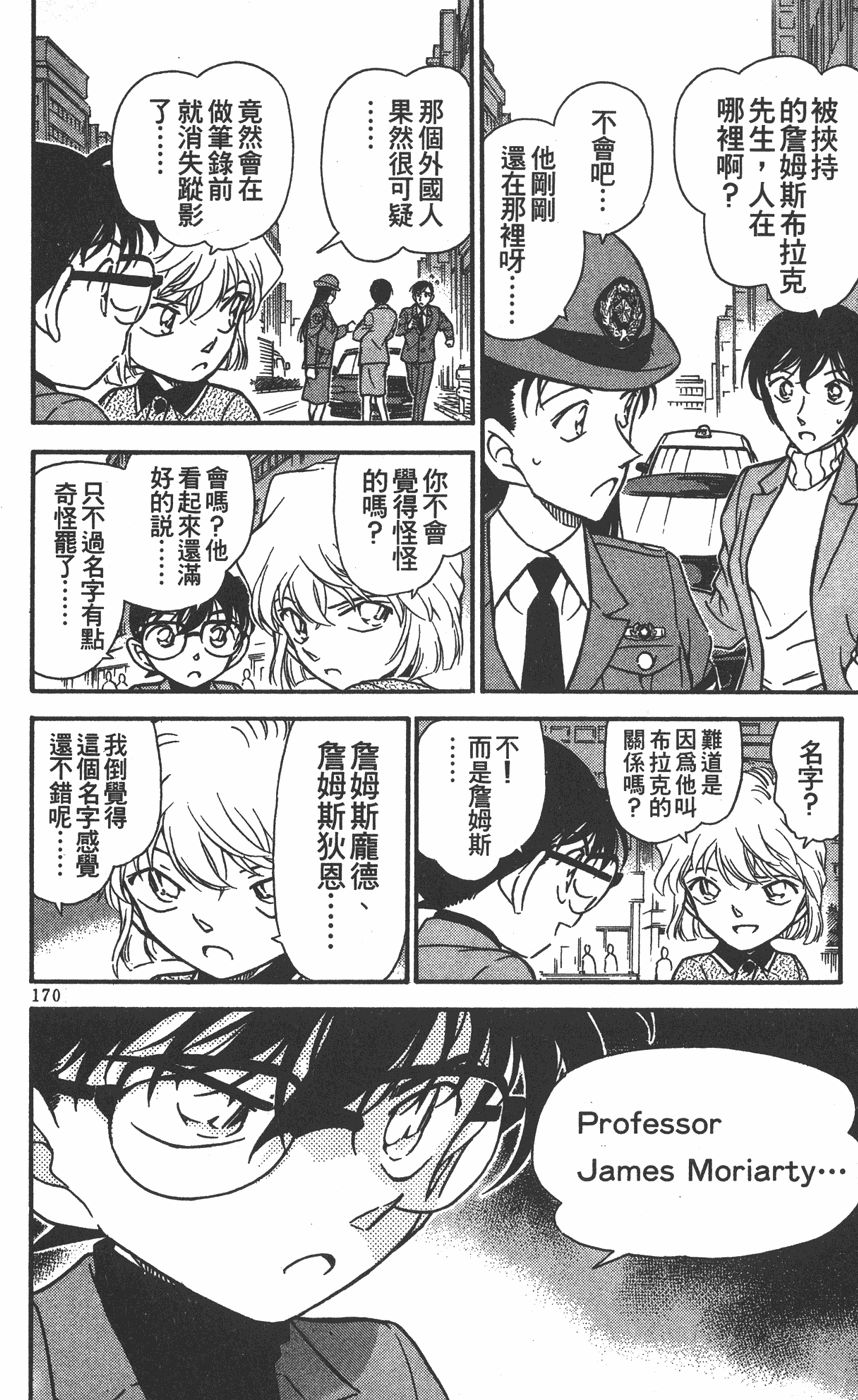 被挾持
的詹姆斯布拉克
先生，人在
哪裡啊？
不會吧…
他剛剛
還在那裡呀……
那個外國人
果然很可疑
……
竟然會在
做筆錄前
就消失蹤影
了……
你不會
覺得怪怪
的嗎？
會嗎？他
看起來還滿
好的說……
只不過名字有點
奇怪罷了……
名字？
難道是
因為他叫
布拉克的
關係嗎？
不！
而是詹姆斯
……
詹姆斯龐德、
詹姆斯狄恩……
我倒覺得
這個名字感覺
還不錯呢……
170
Professor
James Moriarty…